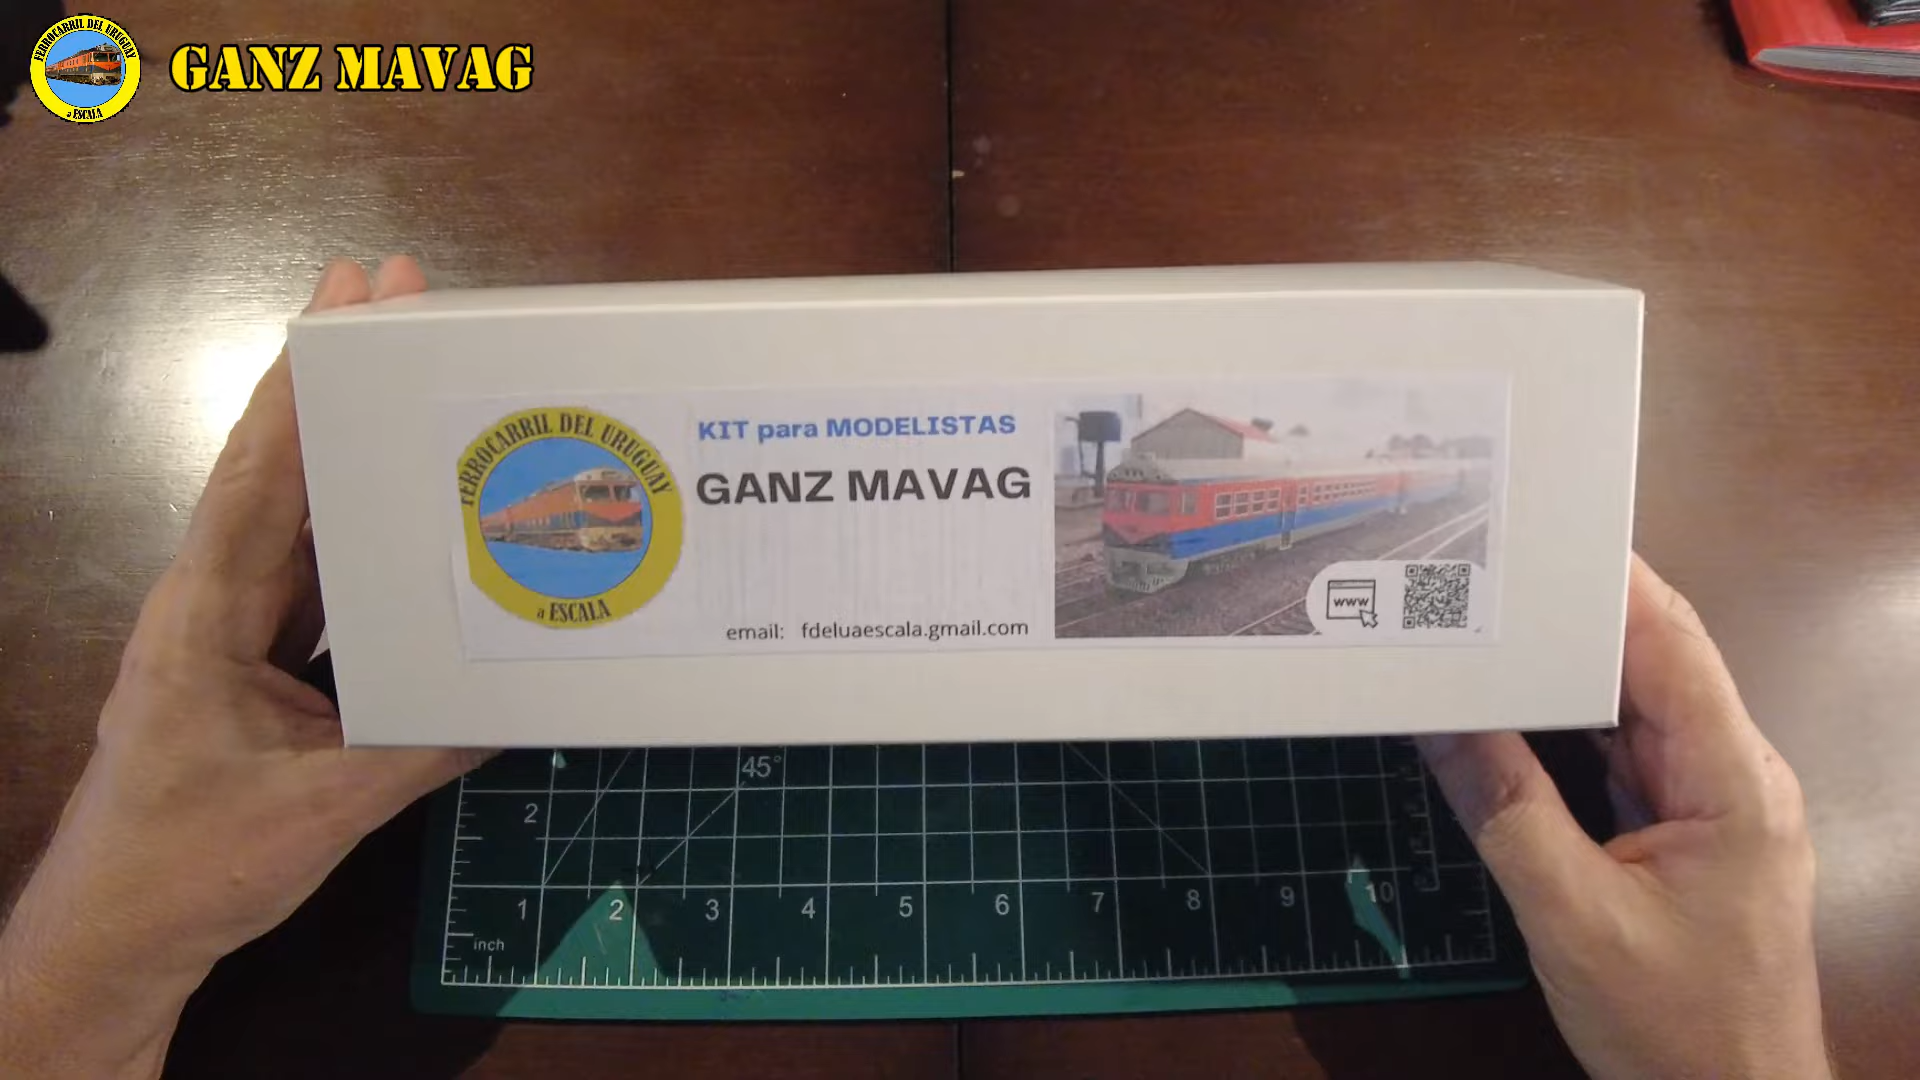 FERROCARRIL DEL URUGUAY
a ESCALA
GANZ MAVAG
FERROCARRIL DEL URUGUAY
a ESCALA
KIT para MODELISTAS
GANZ MAVAG
email: fdeluaescala.gmail.com
www
45°
2
1 2 3 4 5 6 7 8 9 10
inch